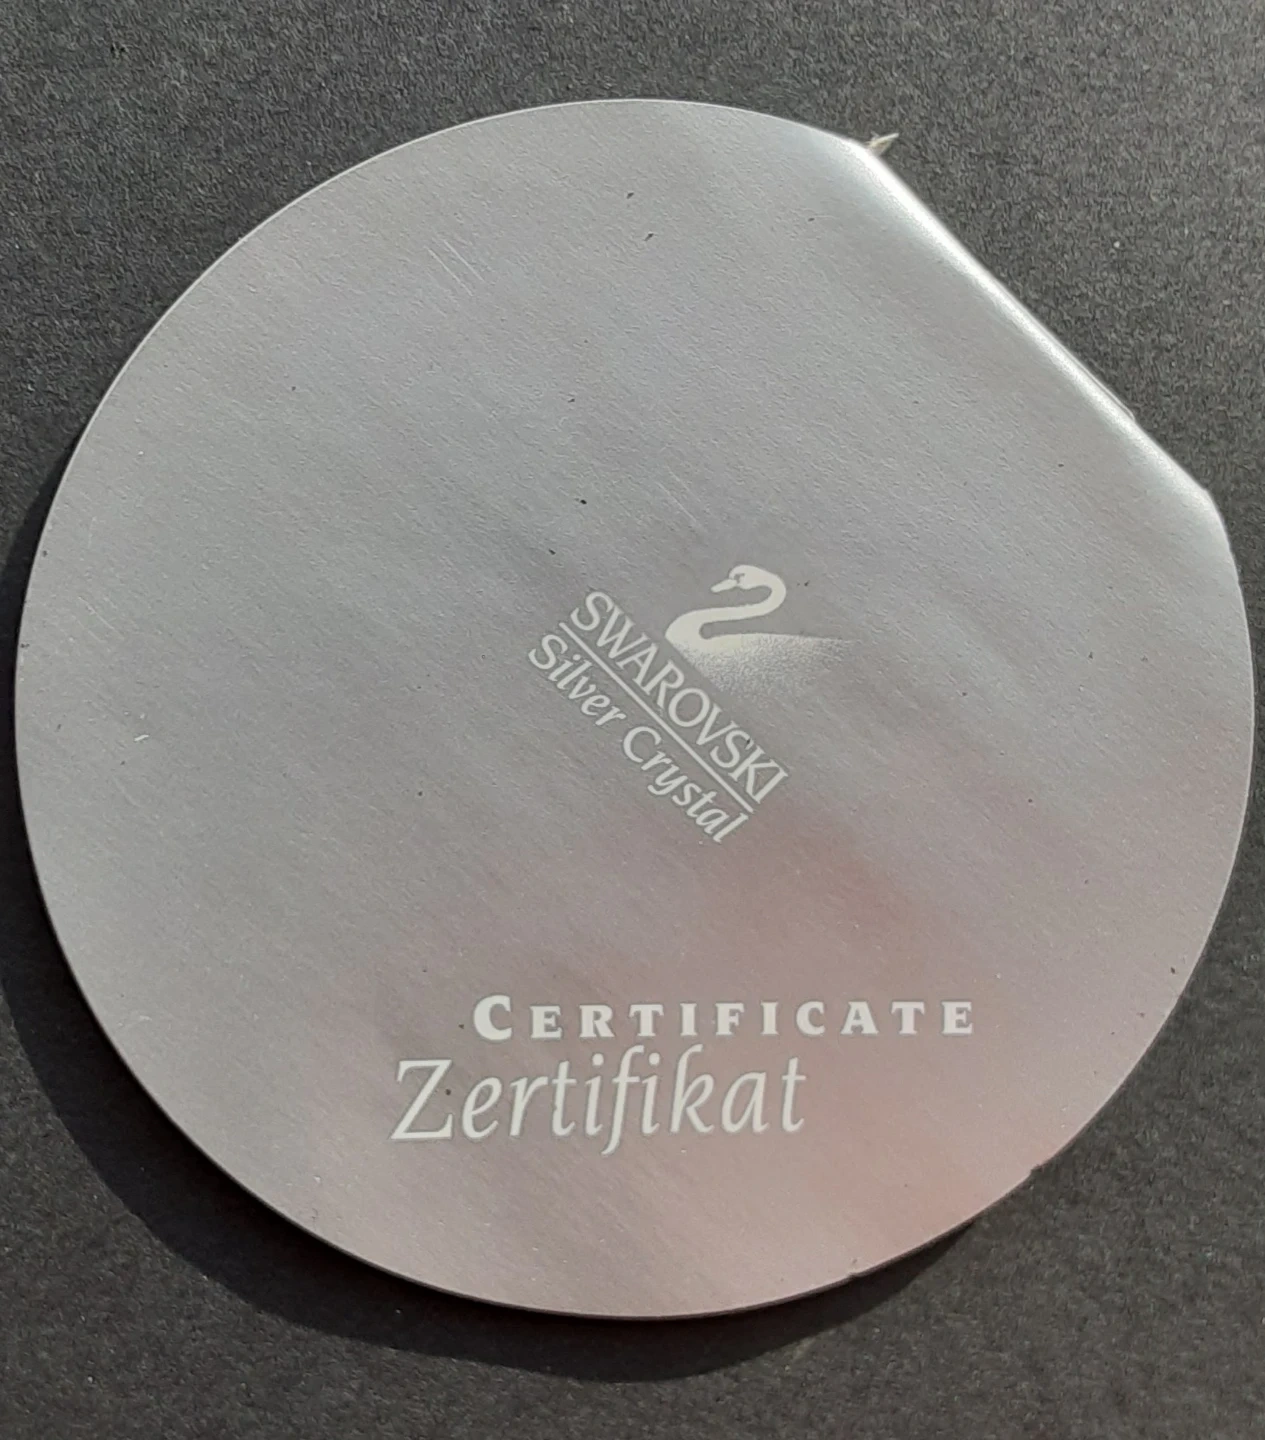 SWAROVSKI
Silver Crystal
CERTIFICATE
Zertifikat